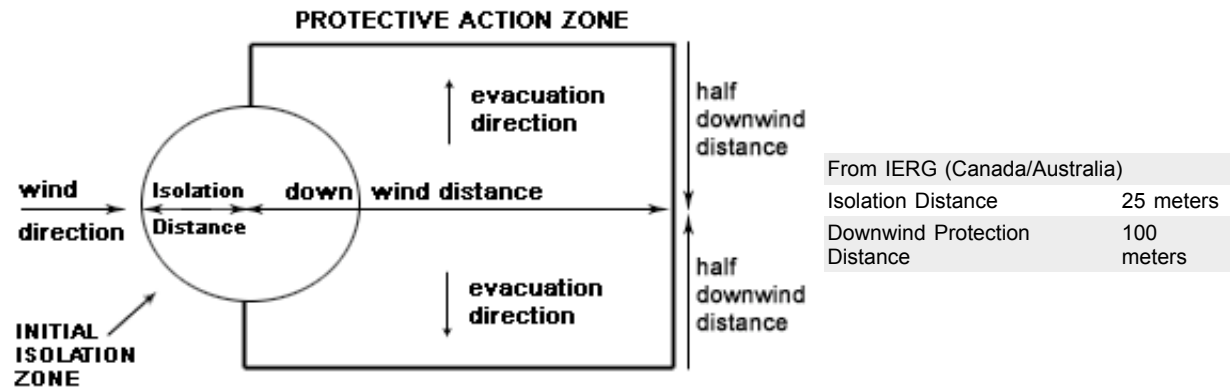 PROTECTIVE ACTION ZONE
evacuation
direction
half
downwind
distance
wind
direction
Isolation
Distance
down wind distance
evacuation
direction
half
downwind
distance
INITIAL
ISOLATION
ZONE
From IERG (Canada/Australia)
Isolation Distance 25 meters
Downwind Protection 100
Distance meters